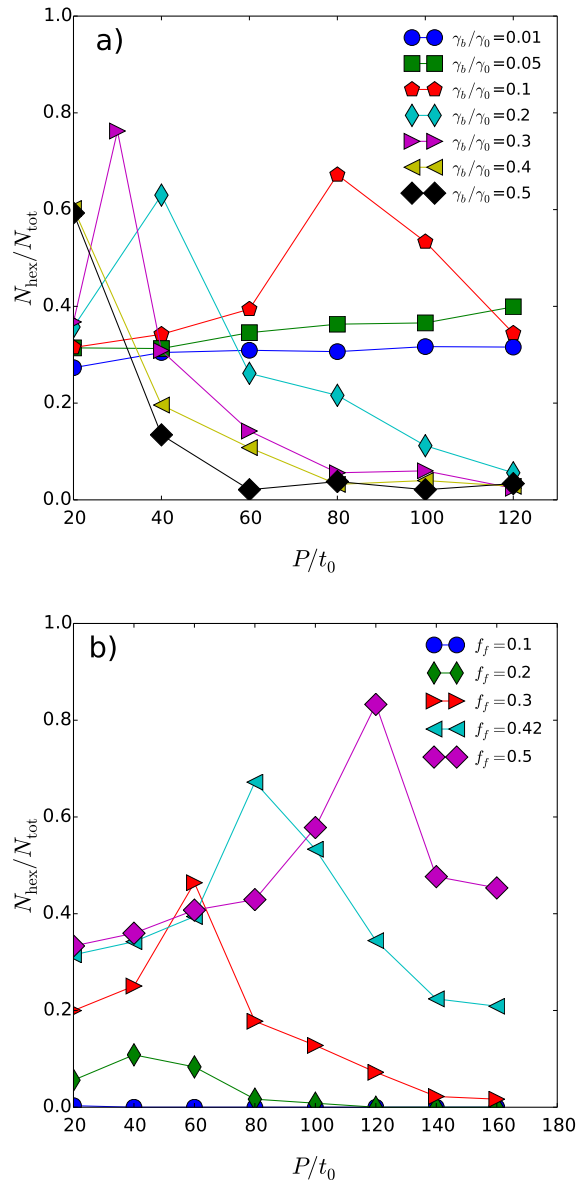 a)
γ_b/γ_0=0.01
γ_b/γ_0=0.05
γ_b/γ_0=0.1
γ_b/γ_0=0.2
γ_b/γ_0=0.3
γ_b/γ_0=0.4
γ_b/γ_0=0.5
N_hex/N_tot
1.0
0.8
0.6
0.4
0.2
0.0
20 40 60 80 100 120
P/t_0
b)
f_f=0.1
f_f=0.2
f_f=0.3
f_f=0.42
f_f=0.5
N_hex/N_tot
1.0
0.8
0.6
0.4
0.2
0.0
20 40 60 80 100 120 140 160 180
P/t_0